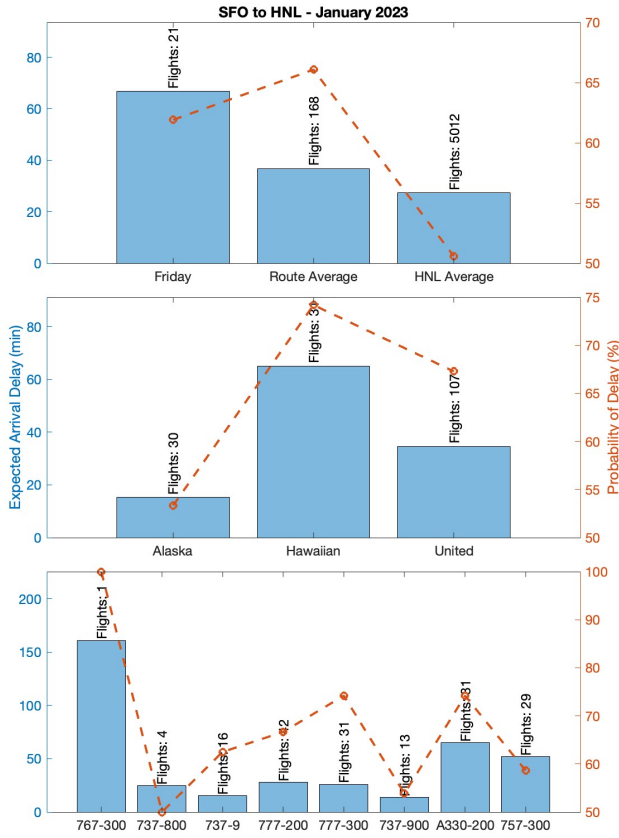 SFO to HNL - January 2023
80
60
40
20
0
Flights: 21
Flights: 168
Flights: 5012
70
65
60
55
50
Friday Route Average HNL Average
Expected Arrival Delay (min)
80
60
40
20
0
Flights: 30
Flights: 31
Flights: 107
75
70
65
60
55
50
Probability of Delay (%)
Alaska Hawaiian United
200
150
100
50
0
Flights: 1
Flights: 4
Flights: 16
Flights: 42
Flights: 31
Flights: 13
Flights: 31
Flights: 29
100
90
80
70
60
50
767-300 737-800 737-9 777-200 777-300 737-900 A330-200 757-300